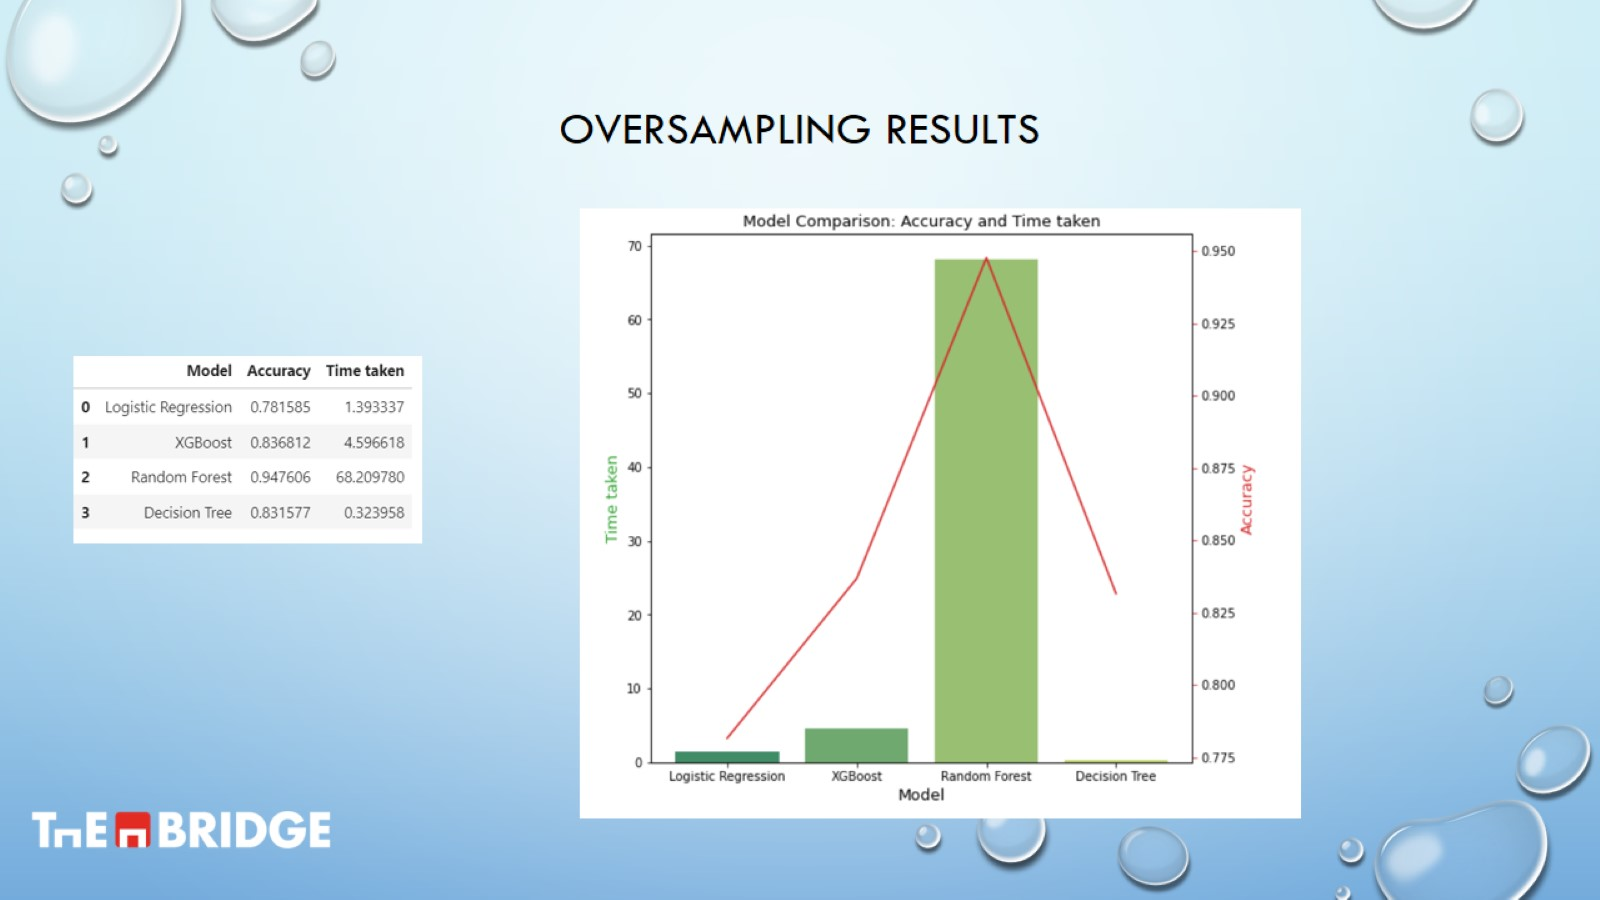 OVERSAMPLING RESULTS
Model Accuracy Time taken
0 Logistic Regression 0.781585 1.393337
1 XGBoost 0.836812 4.596618
2 Random Forest 0.947606 68.209780
3 Decision Tree 0.831577 0.323958
Model Comparison: Accuracy and Time taken
70
60
50
40
30
20
10
0
Time taken
0.950
0.925
0.900
0.875
0.850
0.825
0.800
0.775
Accuracy
Logistic Regression XGBoost Random Forest Decision Tree
Model
THE BRIDGE